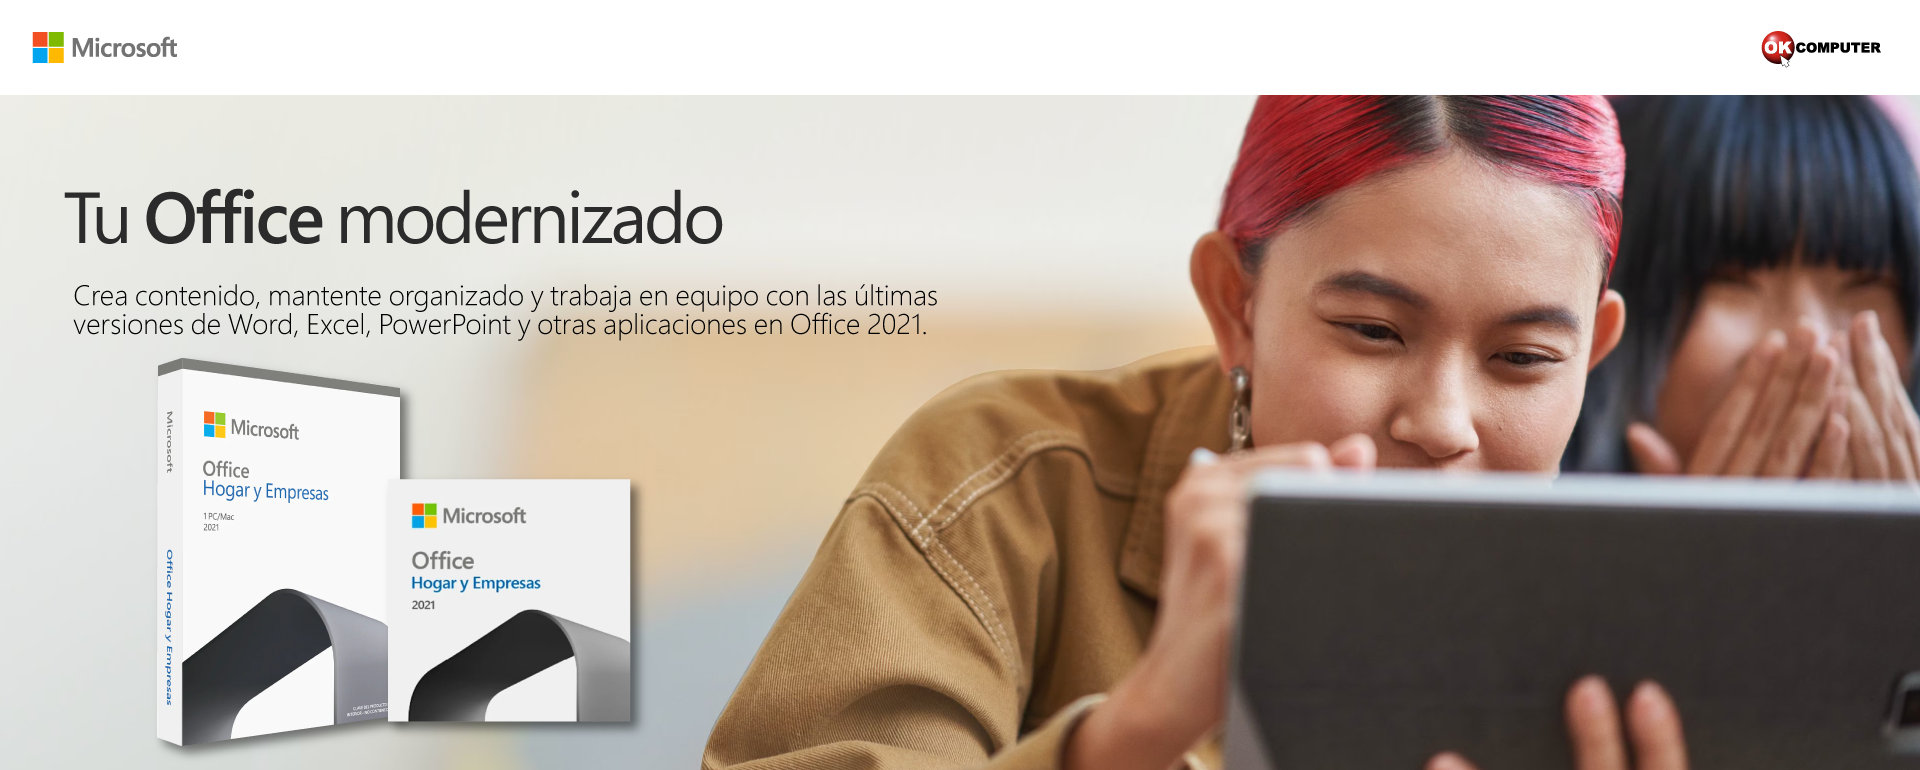 Microsoft
OK COMPUTER
Tu Office modernizado
Crea contenido, mantente organizado y trabaja en equipo con las últimas
versiones de Word, Excel, PowerPoint y otras aplicaciones en Office 2021.
Microsoft
Office Hogar y Empresas
Microsoft
Office
Hogar y Empresas
1 PC/Mac
2021
Microsoft
Office
Hogar y Empresas
2021